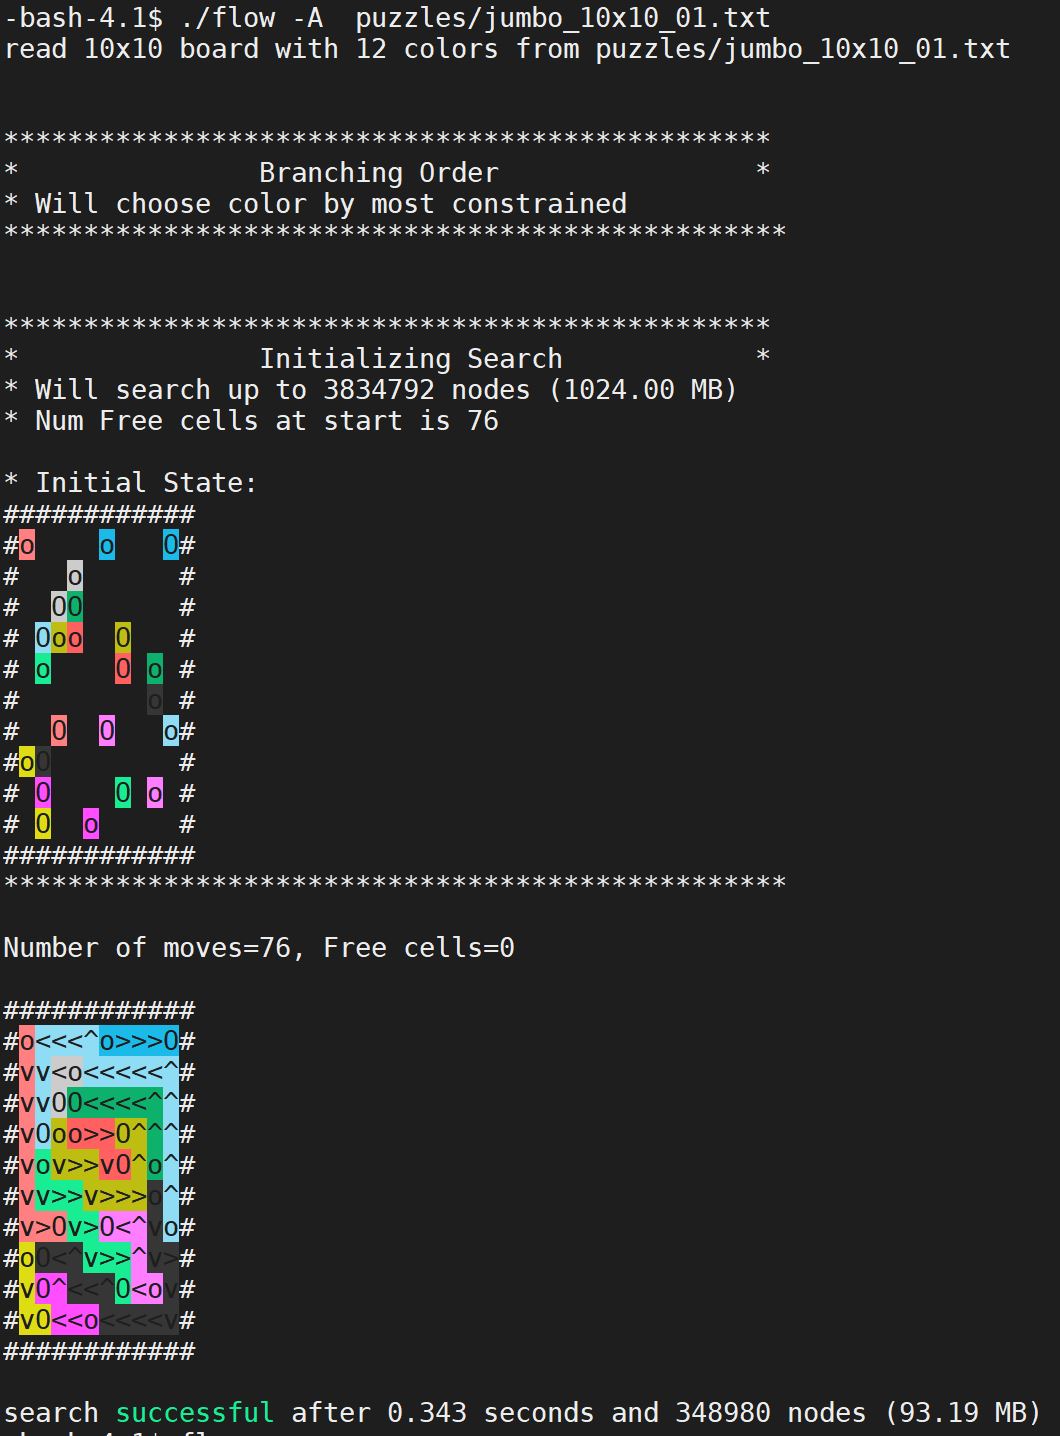 -bash-4.1$ ./flow -A  puzzles/jumbo_10x10_01.txt
read 10x10 board with 12 colors from puzzles/jumbo_10x10_01.txt
************************************************
*               Branching Order                *
* Will choose color by most constrained
*************************************************
************************************************
*               Initializing Search            *
* Will search up to 3834792 nodes (1024.00 MB)
* Num Free cells at start is 76
* Initial State:
############
#o    o   O#
#   o      #
#  OO      #
# Ooo  O   #
# o    O o #
#        o #
#  O  O   o#
#oO        #
# O    O o #
# O  o     #
############
*************************************************
Number of moves=76, Free cells=0
############
#o<<<^o>>>O#
#vv<o<<<<<^#
#vvOO<<<<^^#
#vOoo>>O^^^#
#vov>>vO^o^#
#vv>>v>>>o^#
#v>Ov>O<^vo#
#oO<^v>>^v>#
#vO^<<^O<ov#
#vO<<o<<<<v#
############
search successful after 0.343 seconds and 348980 nodes (93.19 MB)